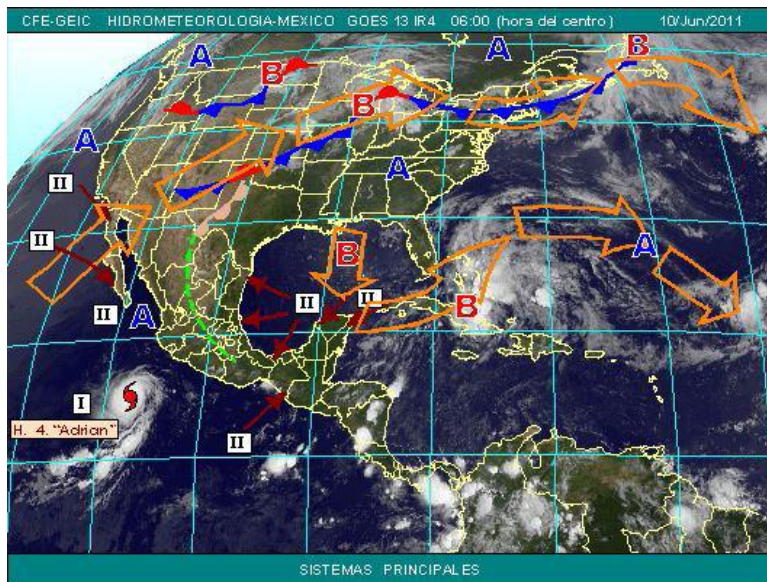 CFE-GEIC HIDROMETEOROLOGIA-MEXICO GOES 13 IR4 06:00 (hora del centro) 10/Jun/2011
A
A
B
B
B
A
A
II
II
B
A
II
II
II
A
B
I
H. 4. "Adrian"
II
SISTEMAS PRINCIPALES